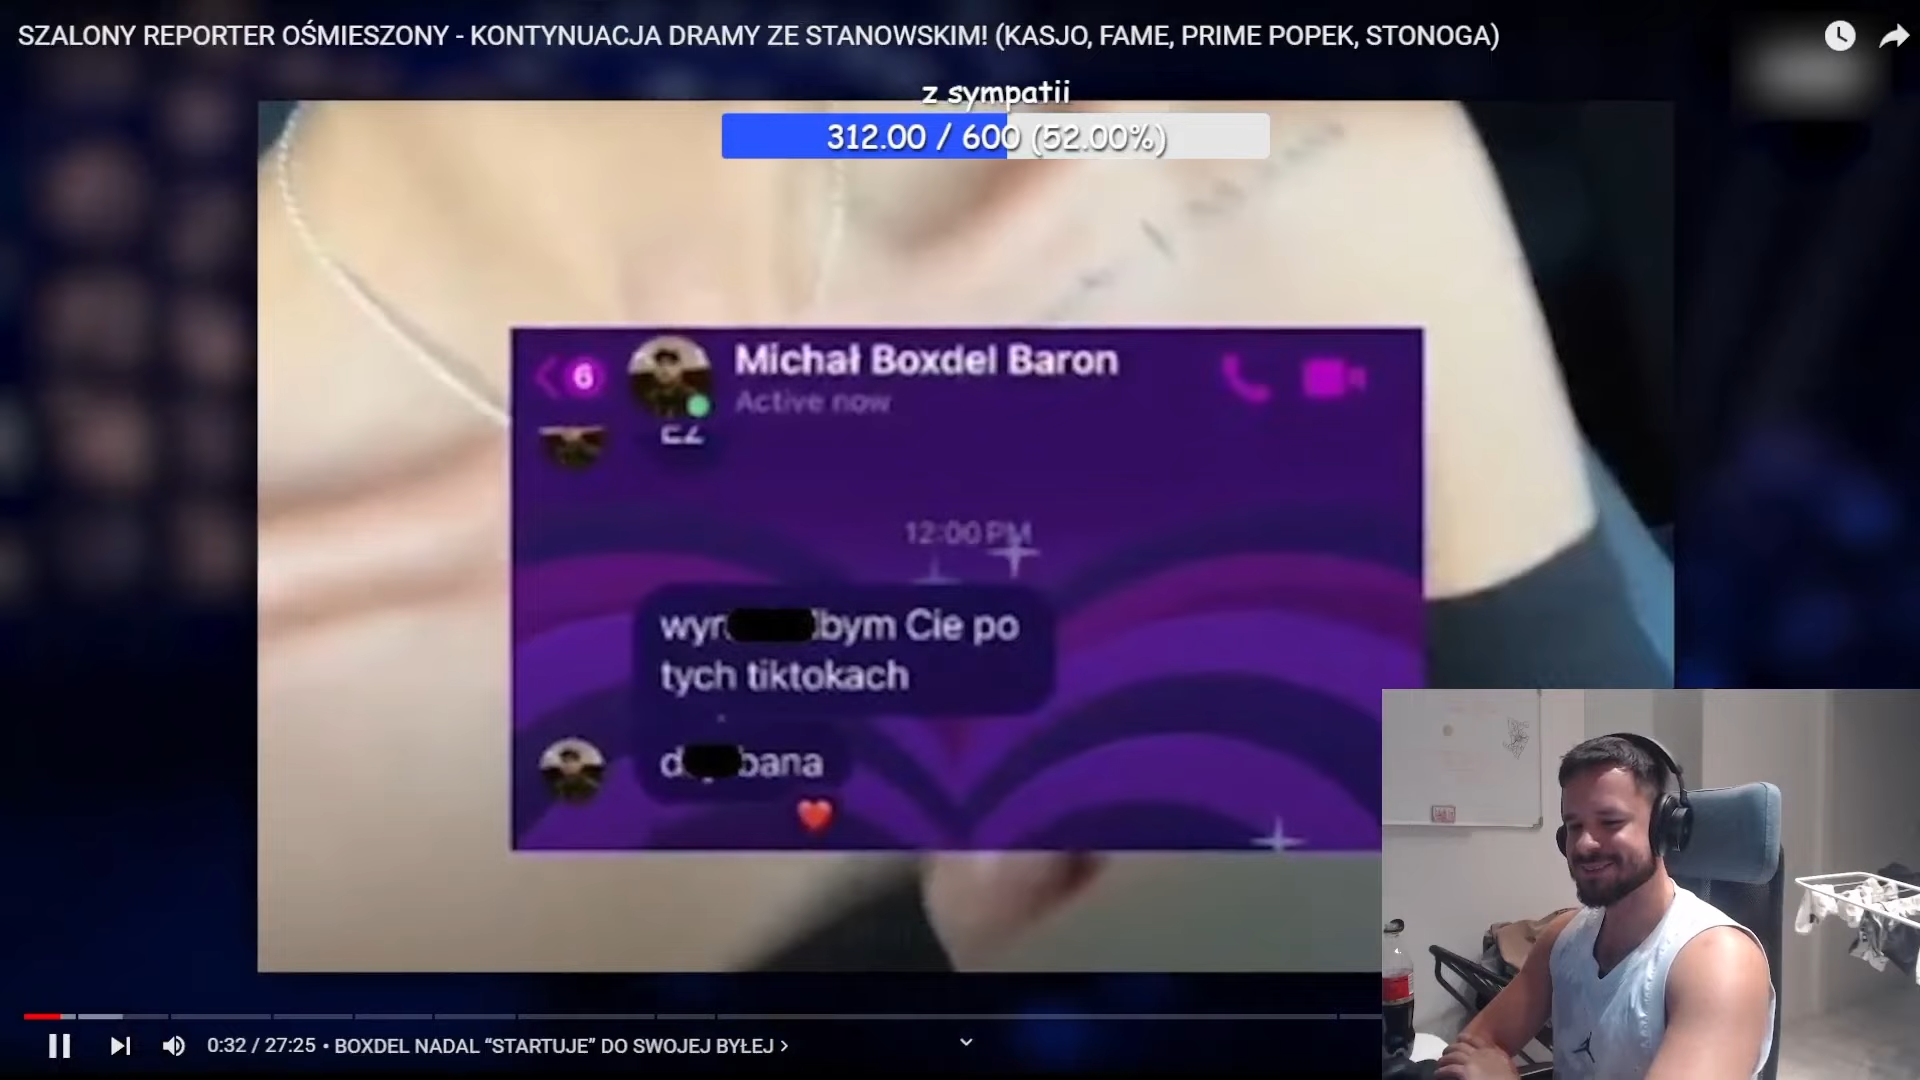 SZALONY REPORTER OŚMIESZONY - KONTYNUACJA DRAMY ZE STANOWSKIM! (KASJO, FAME, PRIME POPEK, STONOGA)
z sympatii
312.00 / 600 (52.00%)
6
Michał Boxdel Baron
Active now
EZ
12:00 PM
bym Cie po
tych tiktokach
0:32 / 27:25 • BOXDEL NADAL “STARTUJE” DO SWOJEJ BYŁEJ ›